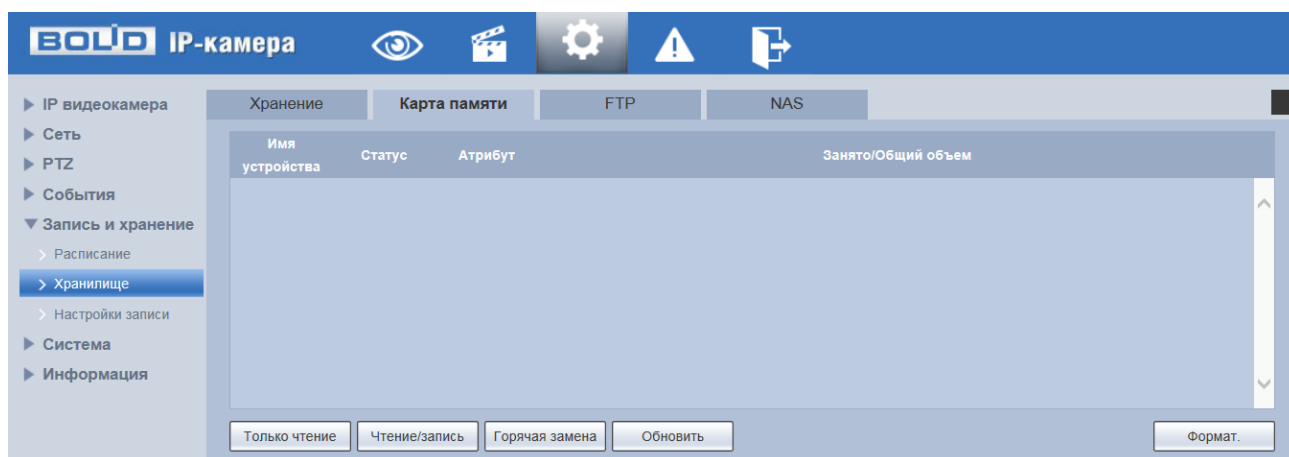 BOLID IP-камера
IP видеокамера
Сеть
PTZ
События
Запись и хранение
Расписание
Хранилище
Настройки записи
Система
Информация
Хранение Карта памяти FTP NAS
Имя устройства Статус Атрибут Занято/Общий объем
Только чтение Чтение/запись Горячая замена Обновить Формат.